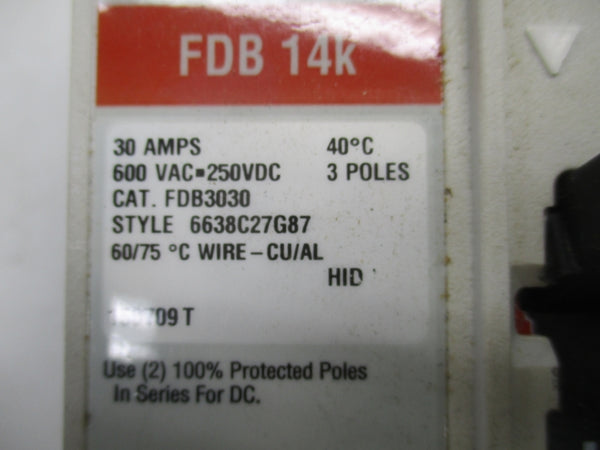 FDB 14k
30 AMPS 40°C
600 VAC▪250VDC 3 POLES
CAT. FDB3030
STYLE 6638C27G87
60/75 °C WIRE–CU/AL
HID
T
Use (2) 100% Protected Poles
In Series For DC.